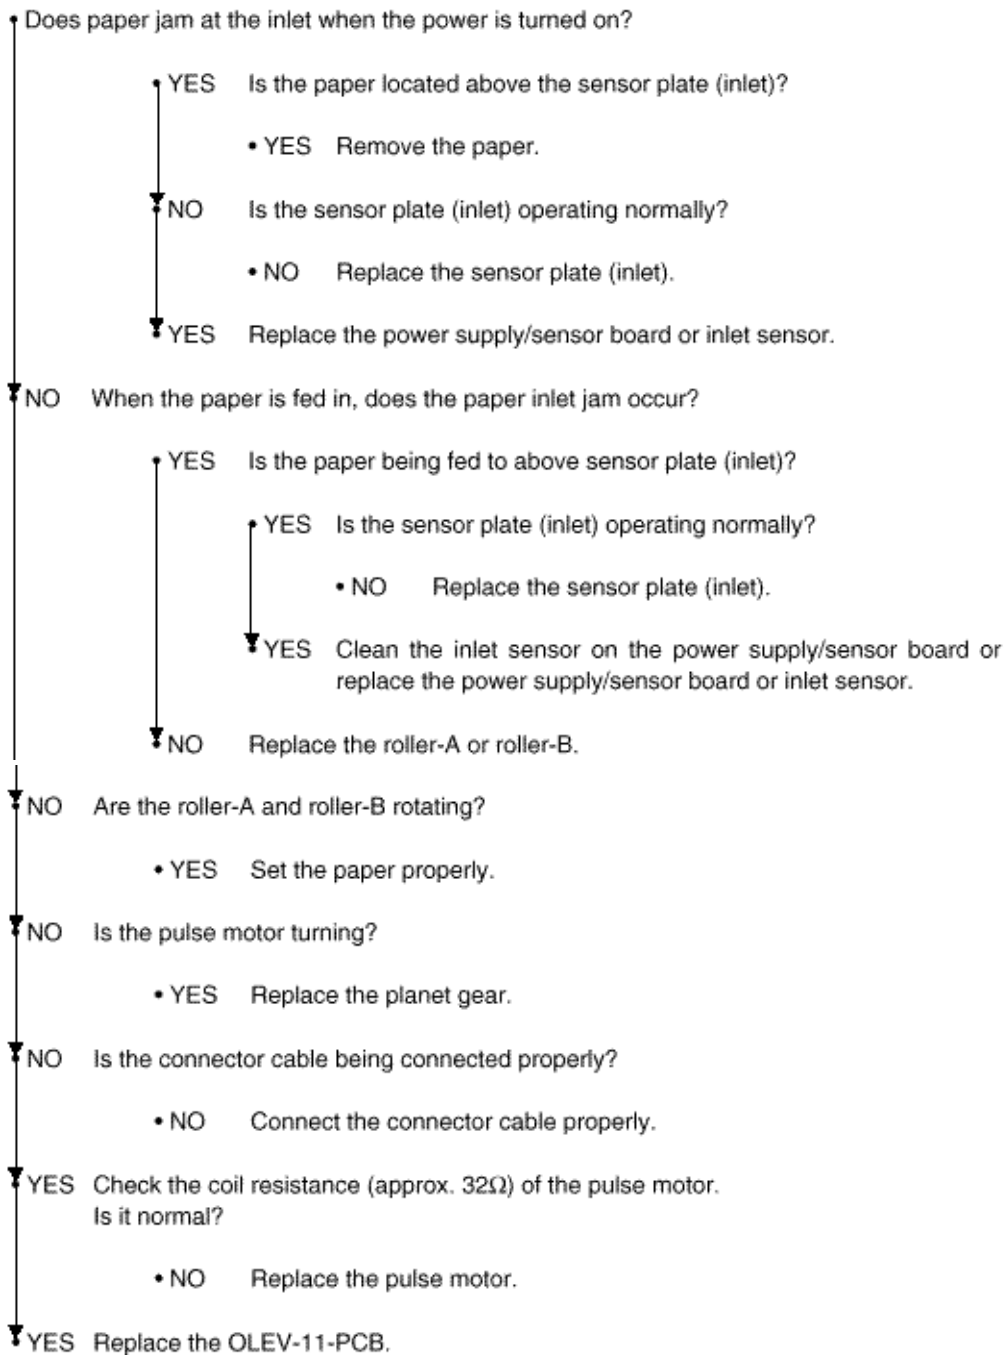 • Does paper jam at the inlet when the power is turned on?
• YES Is the paper located above the sensor plate (inlet)?
• YES Remove the paper.
• NO Is the sensor plate (inlet) operating normally?
• NO Replace the sensor plate (inlet).
• YES Replace the power supply/sensor board or inlet sensor.
• NO When the paper is fed in, does the paper inlet jam occur?
• YES Is the paper being fed to above sensor plate (inlet)?
• YES Is the sensor plate (inlet) operating normally?
• NO Replace the sensor plate (inlet).
• YES Clean the inlet sensor on the power supply/sensor board or
replace the power supply/sensor board or inlet sensor.
• NO Replace the roller-A or roller-B.
• NO Are the roller-A and roller-B rotating?
• YES Set the paper properly.
• NO Is the pulse motor turning?
• YES Replace the planet gear.
• NO Is the connector cable being connected properly?
• NO Connect the connector cable properly.
• YES Check the coil resistance (approx. 32Ω) of the pulse motor.
Is it normal?
• NO Replace the pulse motor.
• YES Replace the OLEV-11-PCB.